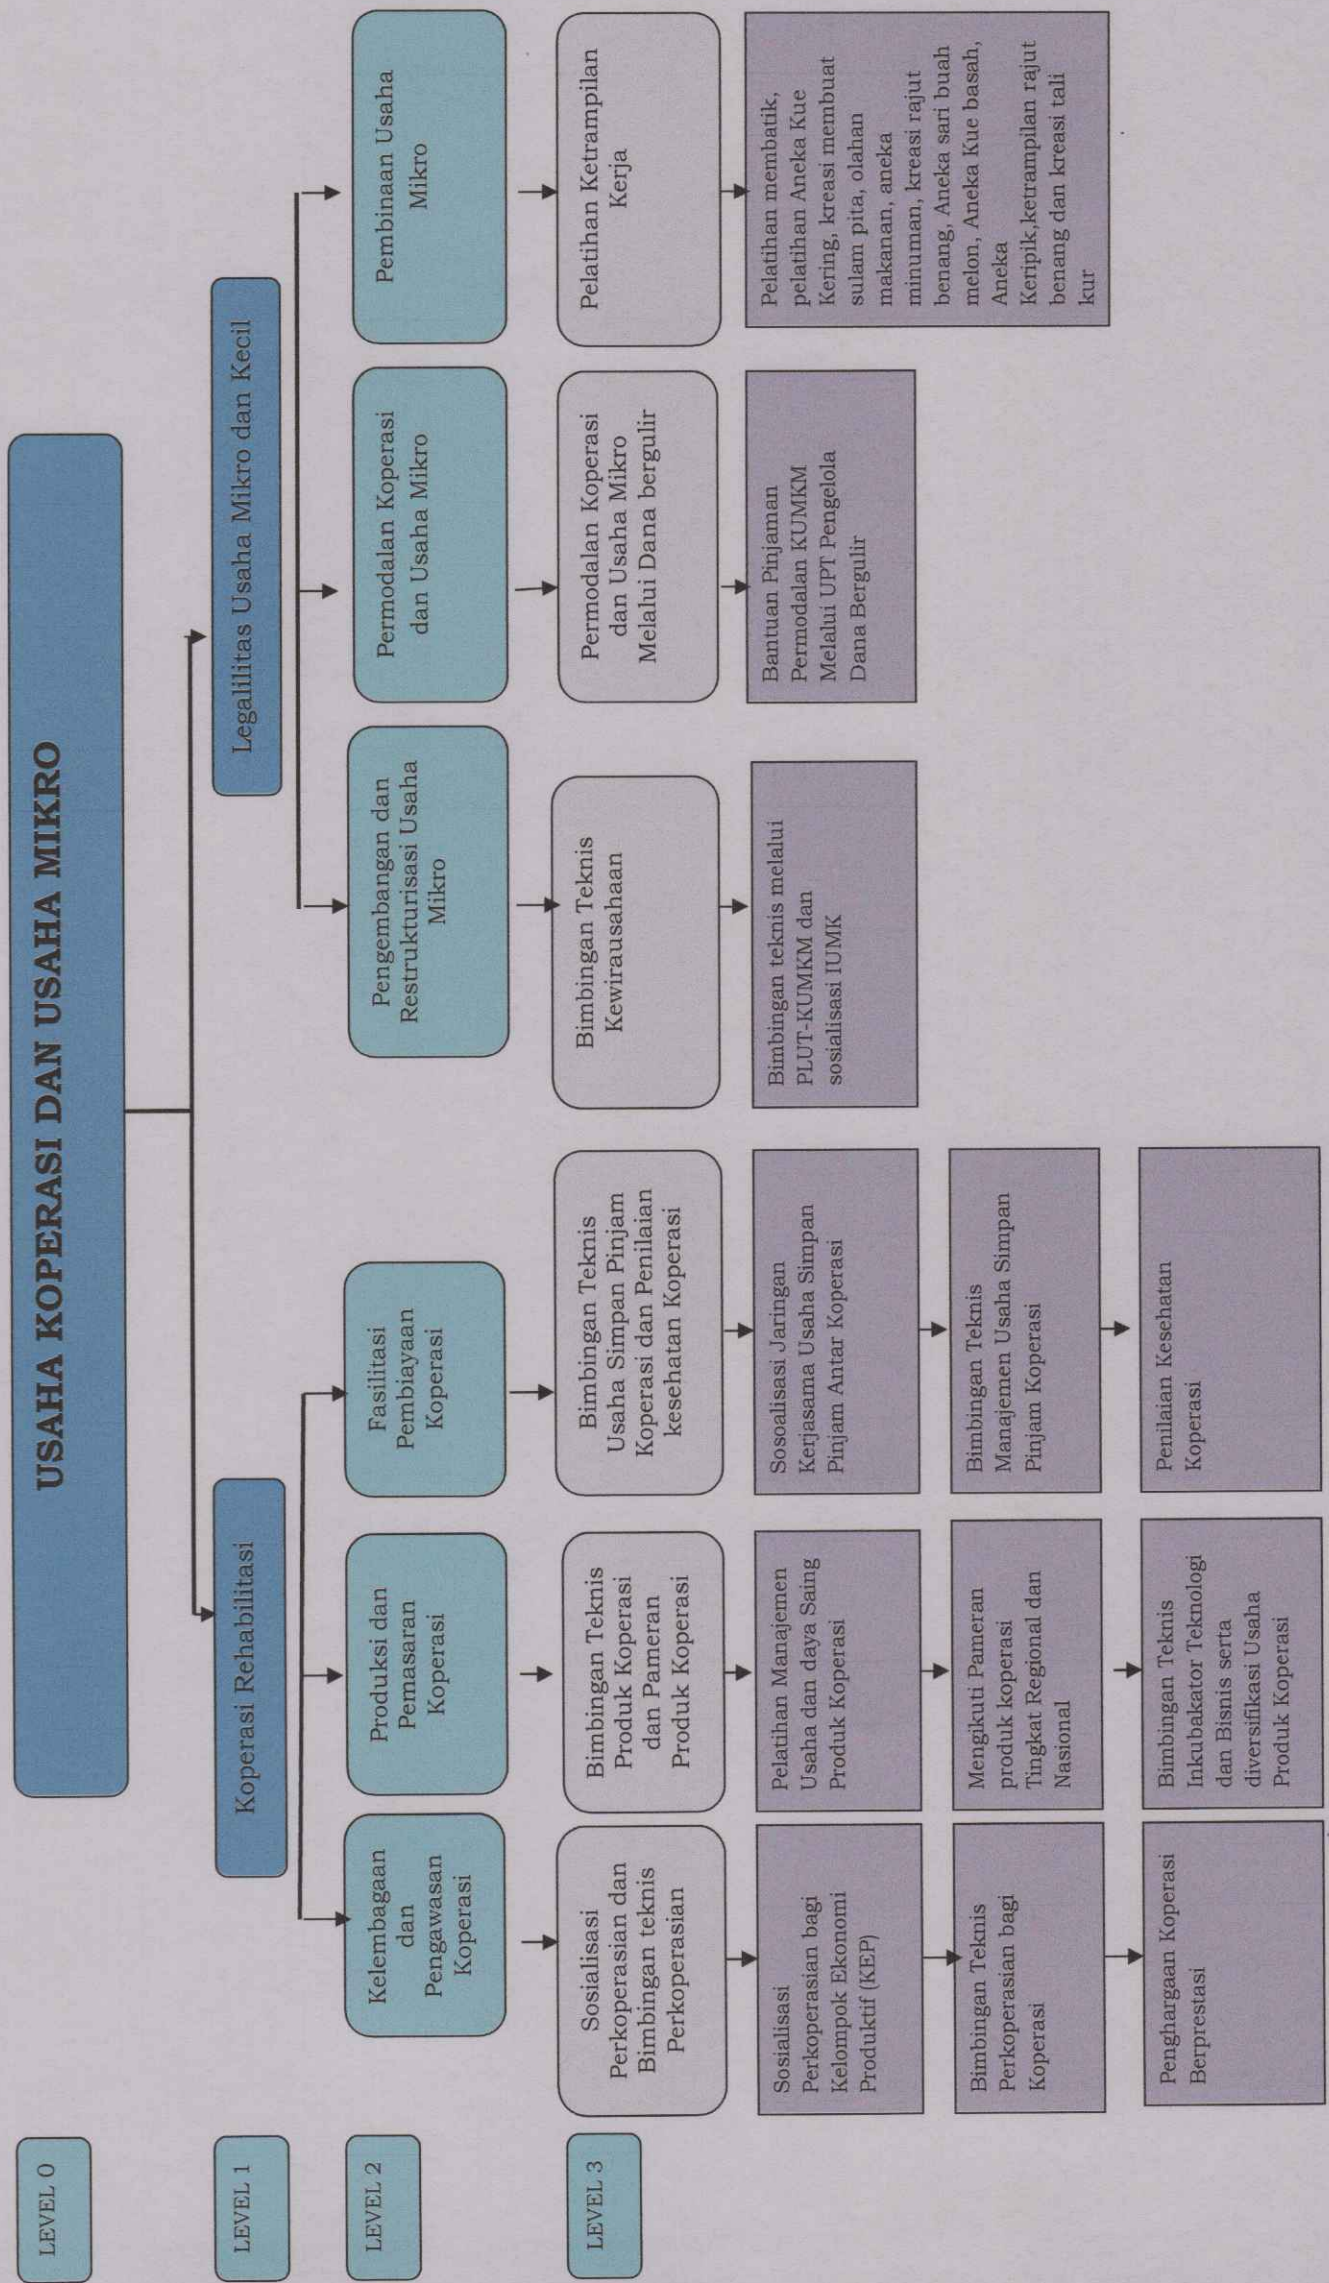 USAHA KOPERASI DAN USAHA MIKRO
LEVEL 0
LEVEL 1
Koperasi Rehabilitasi
Legalilitas Usaha Mikro dan Kecil
LEVEL 2
Kelembagaan
dan
Pengawasan
Koperasi
Produksi dan
Pemasaran
Koperasi
Fasilitasi
Pembiayaan
Koperasi
Pengembangan dan
Restrukturisasi Usaha
Mikro
Permodalan Koperasi
dan Usaha Mikro
Pembinaan Usaha
Mikro
LEVEL 3
Sosialisasi
Perkoperasian dan
Bimbingan teknis
Perkoperasian
Bimbingan Teknis
Produk Koperasi
dan Pameran
Produk Koperasi
Bimbingan Teknis
Usaha Simpan Pinjam
Koperasi dan Penilaian
kesehatan Koperasi
Bimbingan Teknis
Kewirausahaan
Permodalan Koperasi
dan Usaha Mikro
Melalui Dana bergulir
Pelatihan Ketrampilan
Kerja
Sosialisasi
Perkoperasian bagi
Kelompok Ekonomi
Produktif (KEP)
Pelatihan Manajemen
Usaha dan daya Saing
Produk Koperasi
Sosoalisasi Jaringan
Kerjasama Usaha Simpan
Pinjam Antar Koperasi
Bimbingan teknis melalui
PLUT-KUMKM dan
sosialisasi IUMK
Bantuan Pinjaman
Permodalan KUMKM
Melalui UPT Pengelola
Dana Bergulir
Pelatihan membatik,
pelatihan Aneka Kue
Kering, kreasi membuat
sulam pita, olahan
makanan, aneka
minuman, kreasi rajut
benang, Aneka sari buah
melon, Aneka Kue basah,
Aneka
Keripik,ketrampilan rajut
benang dan kreasi tali
kur
Bimbingan Teknis
Perkoperasian bagi
Koperasi
Mengikuti Pameran
produk koperasi
Tingkat Regional dan
Nasional
Bimbingan Teknis
Manajemen Usaha Simpan
Pinjam Koperasi
Penghargaan Koperasi
Berprestasi
Bimbingan Teknis
Inkubakator Teknologi
dan Bisnis serta
diversifikasi Usaha
Produk Koperasi
Penilaian Kesehatan
Koperasi